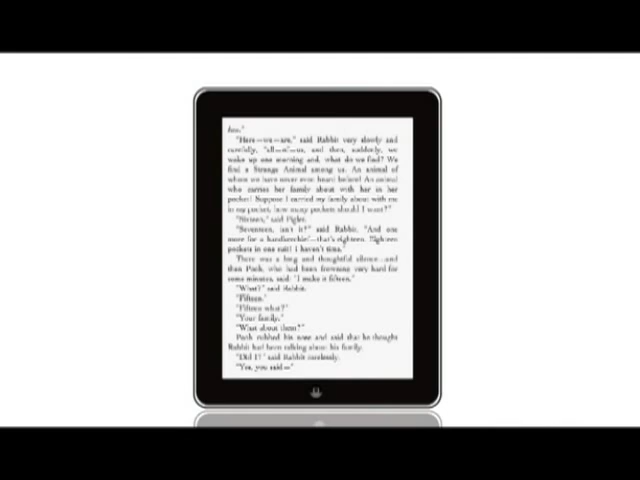 hers."
"Here—we—are," said Rabbit very slowly and
carefully, "all—of—us, and then, suddenly, we
wake up one morning and, what do we find? We
find a Strange Animal among us. An animal of
whom we have never even heard before! An animal
who carries her family about with her in her
pocket! Suppose I carried my family about with me
in my pocket, how many pockets should I want?"
"Sixteen," said Piglet.
"Seventeen, isn't it?" said Rabbit. "And one
more for a handkerchief—that's eighteen. Eighteen
pockets in one suit! I haven't time."
There was a long and thoughtful silence—and
then Pooh, who had been frowning very hard for
some minutes, said: "I make it fifteen."
"What?" said Rabbit.
"Fifteen."
"Fifteen what?"
"Your family."
"What about them?"
Pooh rubbed his nose and said that he thought
Rabbit had been talking about his family.
"Did I?" said Rabbit carelessly.
"Yes, you said—"